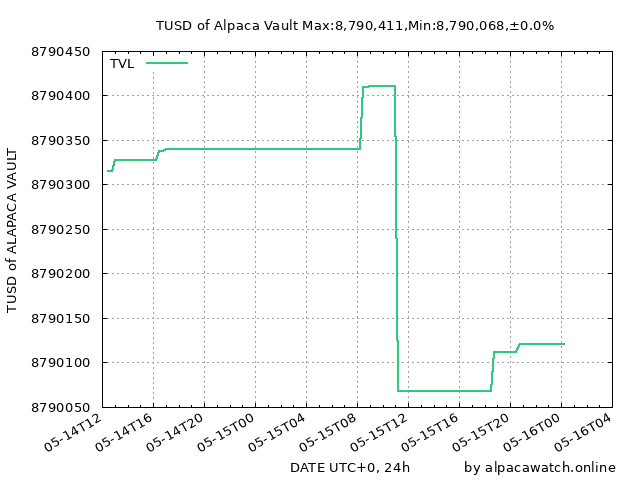 TUSD of Alpaca Vault Max:8,790,411,Min:8,790,068,±0.0%
TVL
8790450
8790400
8790350
8790300
8790250
8790200
8790150
8790100
8790050
TUSD of ALAPACA VAULT
05-14T12
05-14T16
05-14T20
05-15T00
05-15T04
05-15T08
05-15T12
05-15T16
05-15T20
05-16T00
05-16T04
DATE UTC+0, 24h
by alpacawatch.online